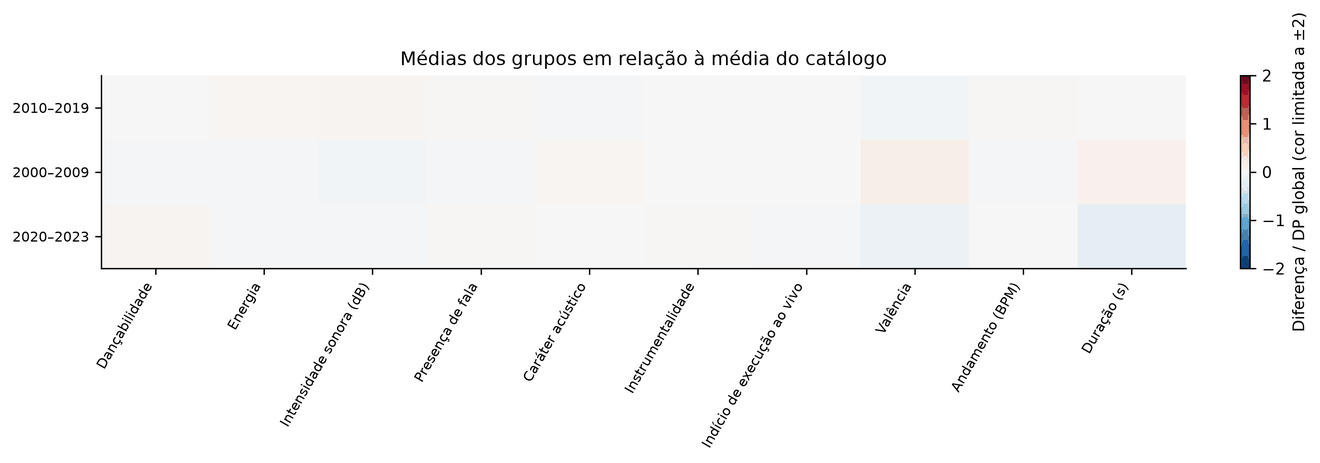 Médias dos grupos em relação à média do catálogo
2010–2019
2000–2009
2020–2023
Dançabilidade
Energia
Intensidade sonora (dB)
Presença de fala
Caráter acústico
Instrumentalidade
Indício de execução ao vivo
Valência
Andamento (BPM)
Duração (s)
2
1
0
−1
−2
Diferença / DP global (cor limitada a ±2)